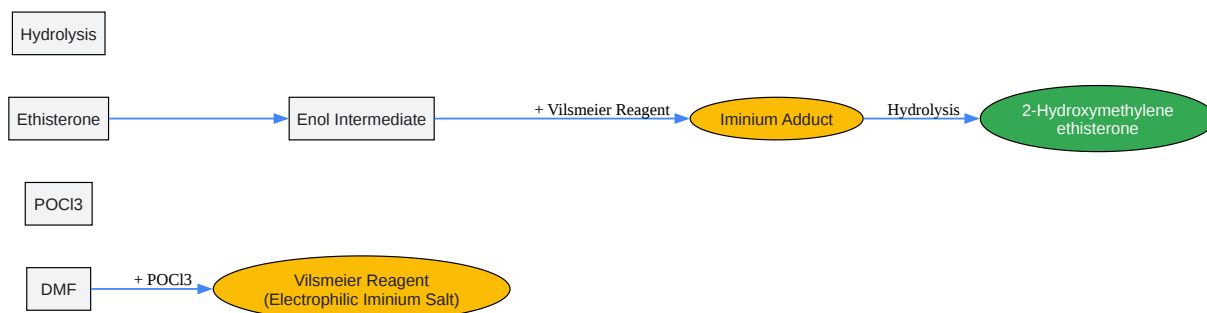 Hydrolysis
Ethisterone
Enol Intermediate
+ Vilsmeier Reagent
Iminium Adduct
Hydrolysis
2-Hydroxymethylene
ethisterone
POCl3
DMF
+ POCl3
Vilsmeier Reagent
(Electrophilic Iminium Salt)